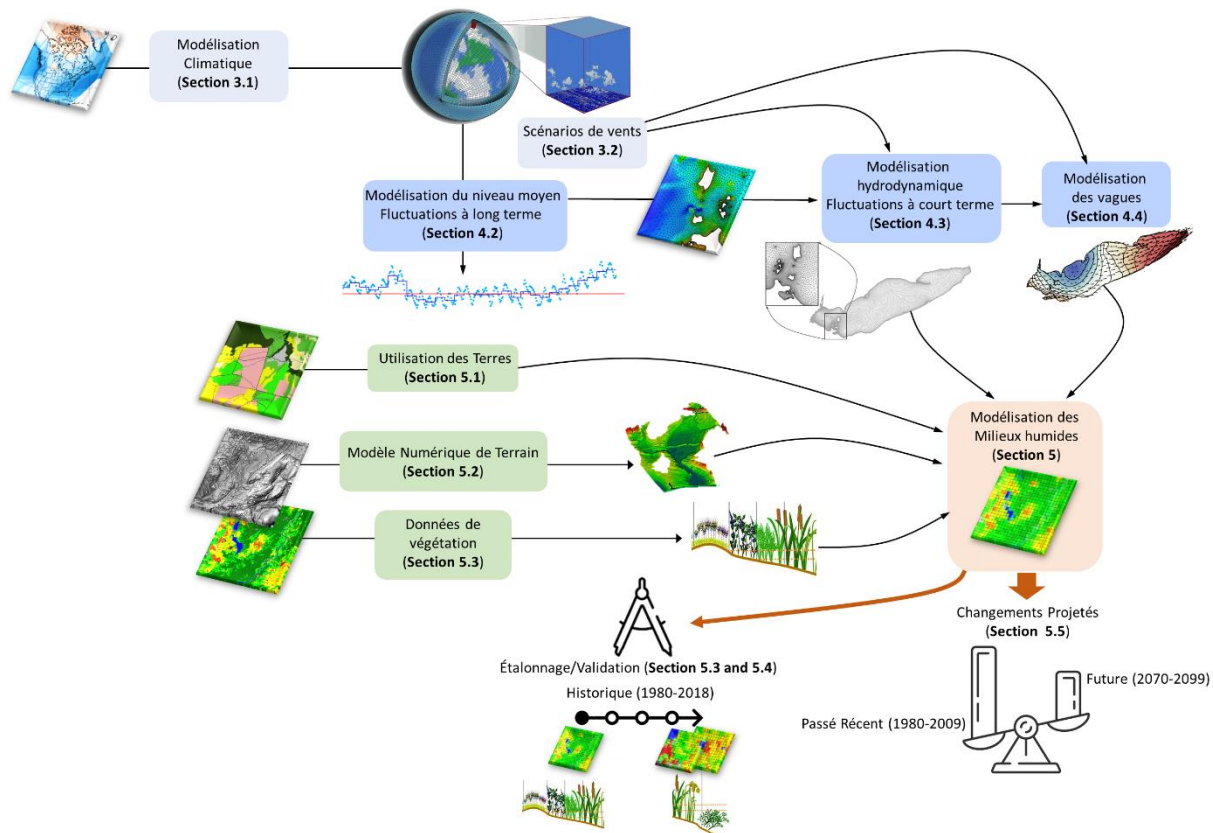 Modélisation
Climatique
(Section 3.1)
Scénarios de vents
(Section 3.2)
Modélisation du niveau moyen
Fluctuations à long terme
(Section 4.2)
Modélisation
hydrodynamique
Fluctuations à court terme
(Section 4.3)
Modélisation
des vagues
(Section 4.4)
Utilisation des Terres
(Section 5.1)
Modèle Numérique de Terrain
(Section 5.2)
Données de
végétation
(Section 5.3)
Modélisation des
Milieux humides
(Section 5)
Changements Projetés
(Section 5.5)
Étalonnage/Validation (Section 5.3 and 5.4)
Historique (1980-2018)
Future (2070-2099)
Passé Récent (1980-2009)